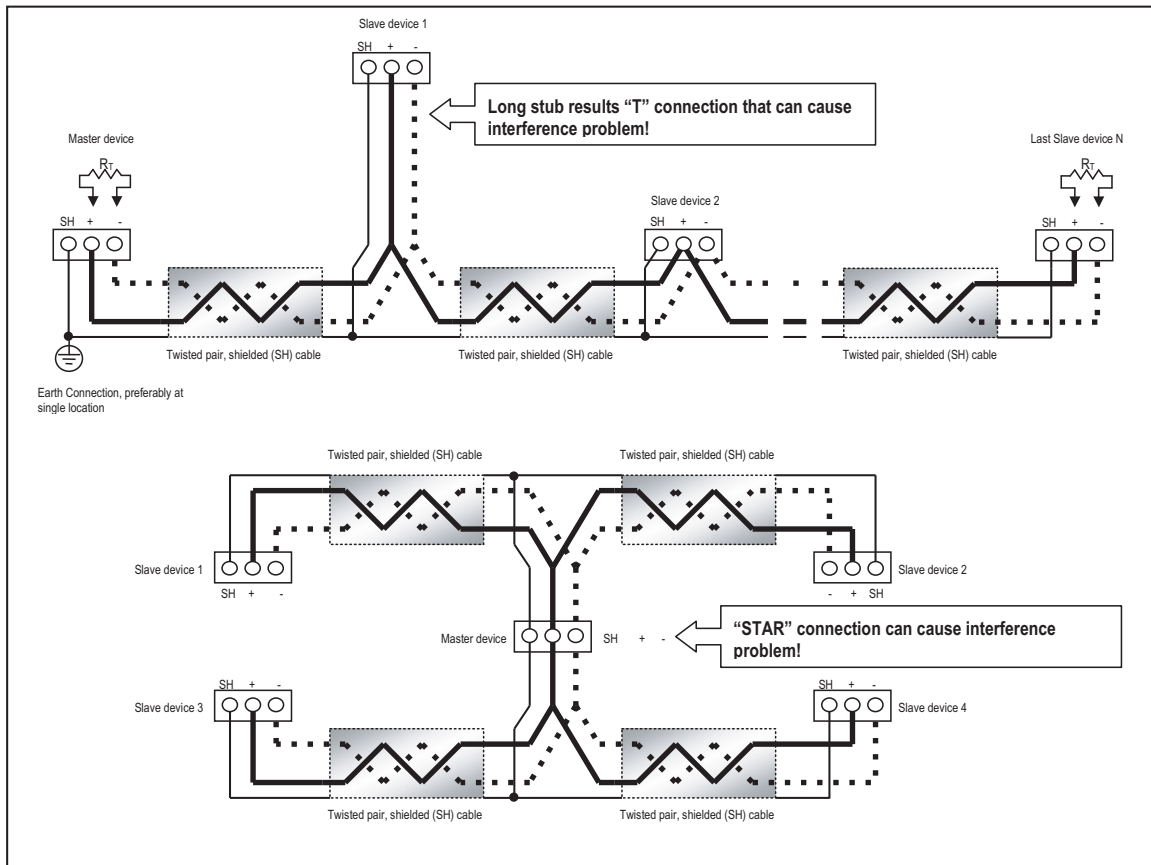 Slave device 1
SH + -
Long stub results “T” connection that can cause
interference problem!
Master device
RT
SH + -
Last Slave device N
RT
SH + -
Slave device 2
SH + -
Twisted pair, shielded (SH) cable
Twisted pair, shielded (SH) cable
Twisted pair, shielded (SH) cable
Earth Connection, preferably at
single location
Twisted pair, shielded (SH) cable
Twisted pair, shielded (SH) cable
Slave device 1
SH + -
Slave device 2
- + SH
Master device
SH + -
“STAR” connection can cause interference
problem!
Slave device 3
SH + -
SH + -
Slave device 4
Twisted pair, shielded (SH) cable
Twisted pair, shielded (SH) cable